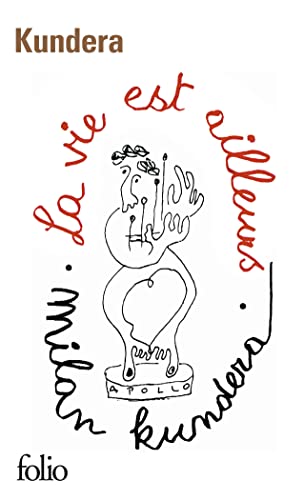 Kundera
La vie est ailleurs
• Milan Kundera •
APOLLO
folio